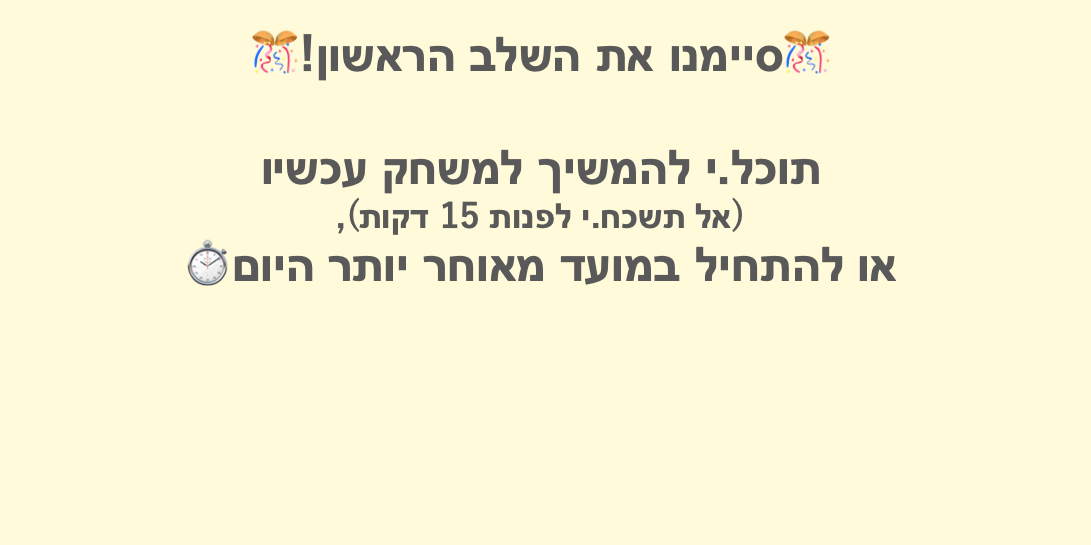 🎊סיימנו את השלב הראשון!🎊
תוכל.י להמשיך למשחק עכשיו
(אל תשכח.י לפנות 15 דקות),
או להתחיל במועד מאוחר יותר היום⏱️